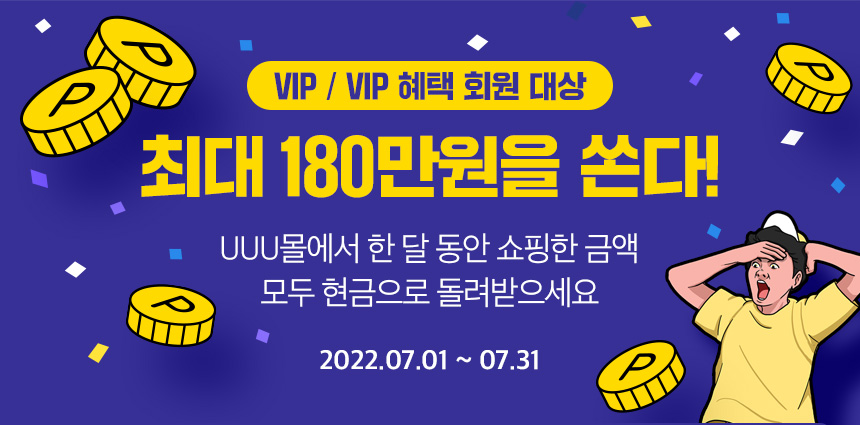 VIP / VIP 혜택 회원 대상
최대 180만원을 쏜다!
UUU몰에서 한 달 동안 쇼핑한 금액
모두 현금으로 돌려받으세요
2022.07.01 ~ 07.31
P
P
P
P
P